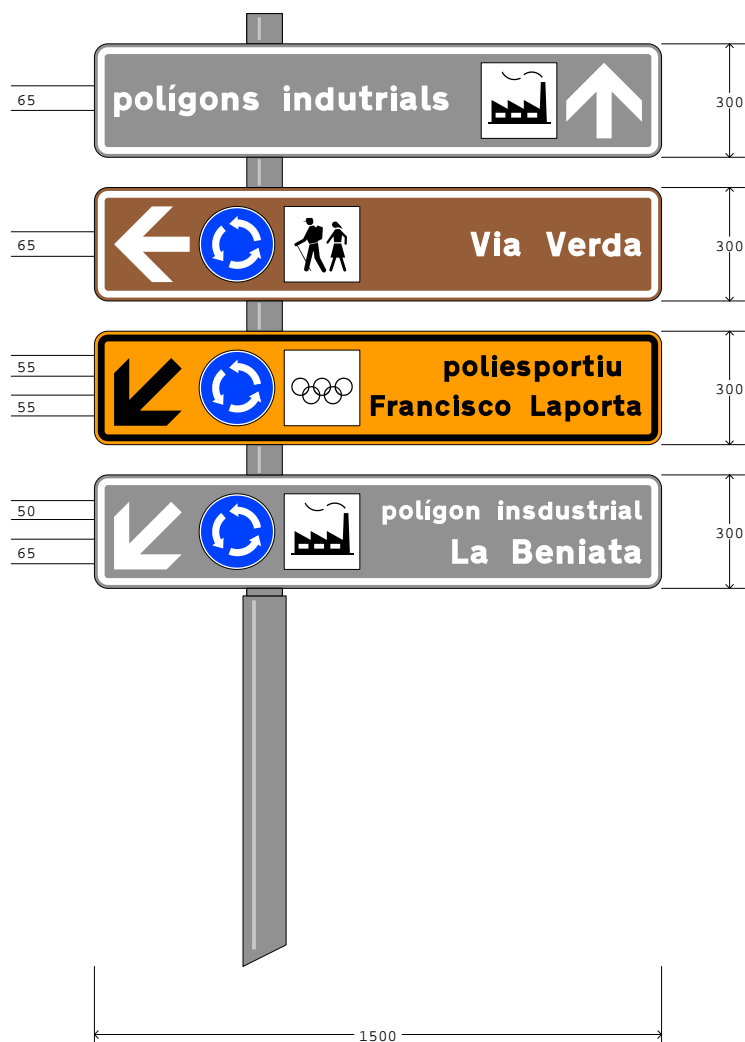 65
polígons indutrials
300
65
Via Verda
300
55
poliesportiu
55
Francisco Laporta
300
50
polígon insdustrial
65
La Beniata
300
1500